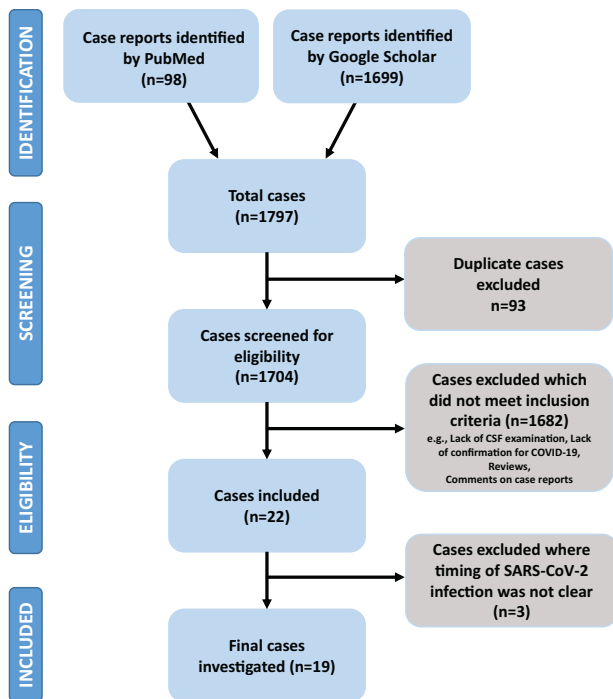 IDENTIFICATION
Case reports identified
by PubMed
(n=98)
Case reports identified
by Google Scholar
(n=1699)
Total cases
(n=1797)
SCREENING
Duplicate cases
excluded
n=93
Cases screened for
eligibility
(n=1704)
Cases excluded which
did not meet inclusion
criteria (n=1682)
e.g., Lack of CSF examination, Lack
of confirmation for COVID-19,
Reviews,
Comments on case reports
ELIGIBILITY
Cases included
(n=22)
Cases excluded where
timing of SARS-CoV-2
infection was not clear
(n=3)
INCLUDED
Final cases
investigated (n=19)